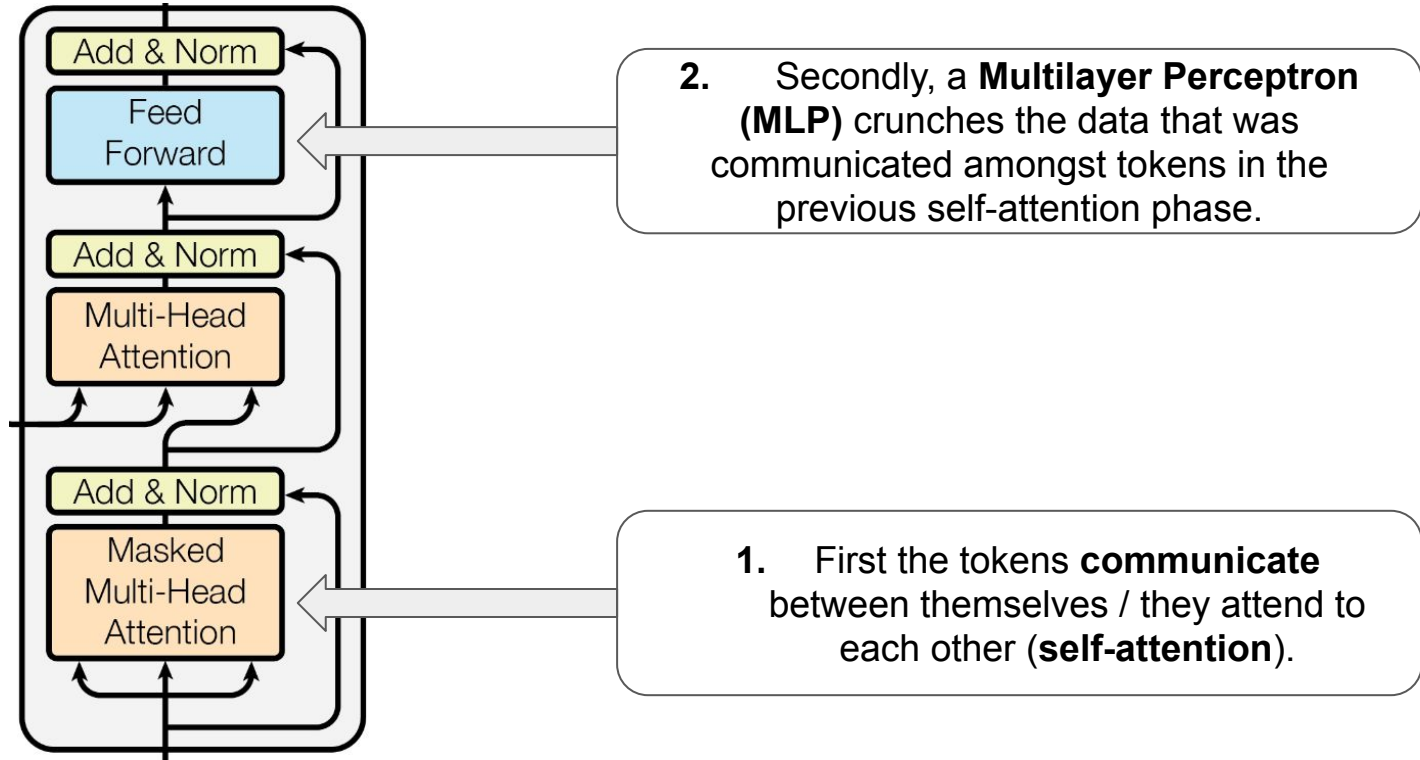 Add & Norm
Feed
Forward
Add & Norm
Multi-Head
Attention
Add & Norm
Masked
Multi-Head
Attention
2. Secondly, a Multilayer Perceptron
(MLP) crunches the data that was
communicated amongst tokens in the
previous self-attention phase.
1. First the tokens communicate
between themselves / they attend to
each other (self-attention).